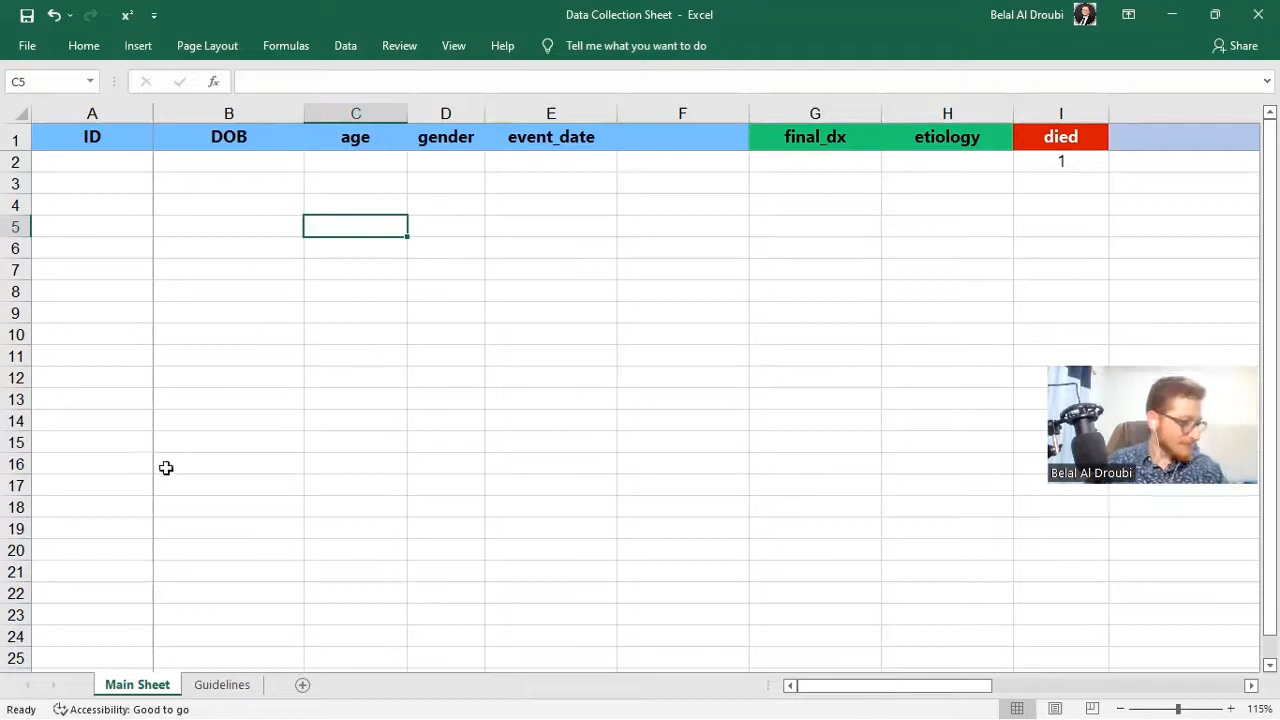 Data Collection Sheet - Excel
Belal Al Droubi
File Home Insert Page Layout Formulas Data Review View Help Tell me what you want to do Share
C5 fx
A B C D E F G H I
1 ID DOB age gender event_date final_dx etiology died
2 1
3
4
5
6
7
8
9
10
11
12
13
14
15
16
17
18
19
20
21
22
23
24
25
Belal Al Droubi
Main Sheet Guidelines
Ready Accessibility: Good to go 115%